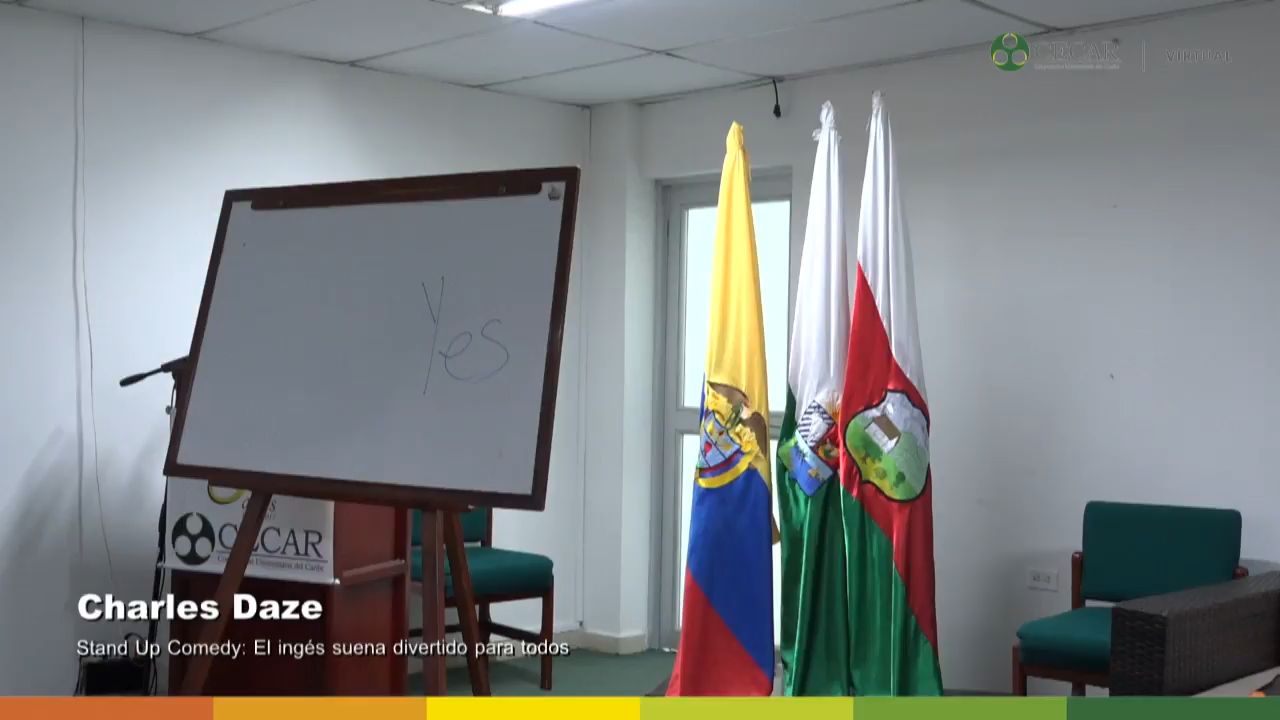 CECAR | VIRTUAL
Yes
CECAR
Charles Daze
Stand Up Comedy: El ingés suena divertido para todos